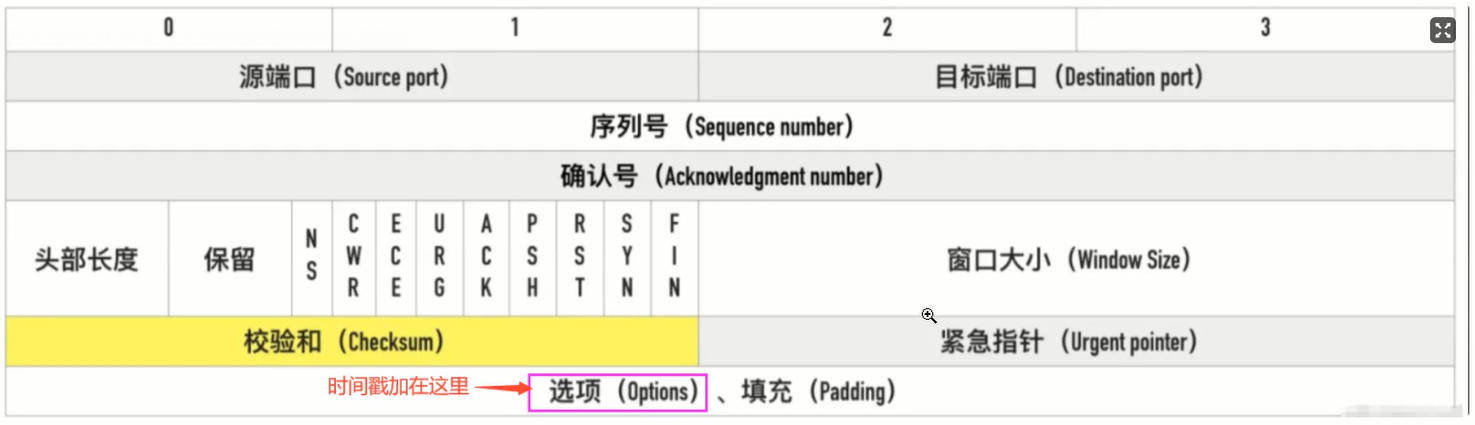 0 1 2 3
源端口（Source port） 目标端口（Destination port）
序列号（Sequence number）
确认号（Acknowledgment number）
头部长度 保留 NS CWR ECE URG ACK PSH RST SYN FIN 窗口大小（Window Size）
校验和（Checksum） 紧急指针（Urgent pointer）
时间戳加在这里 选项（Options）、填充（Padding）